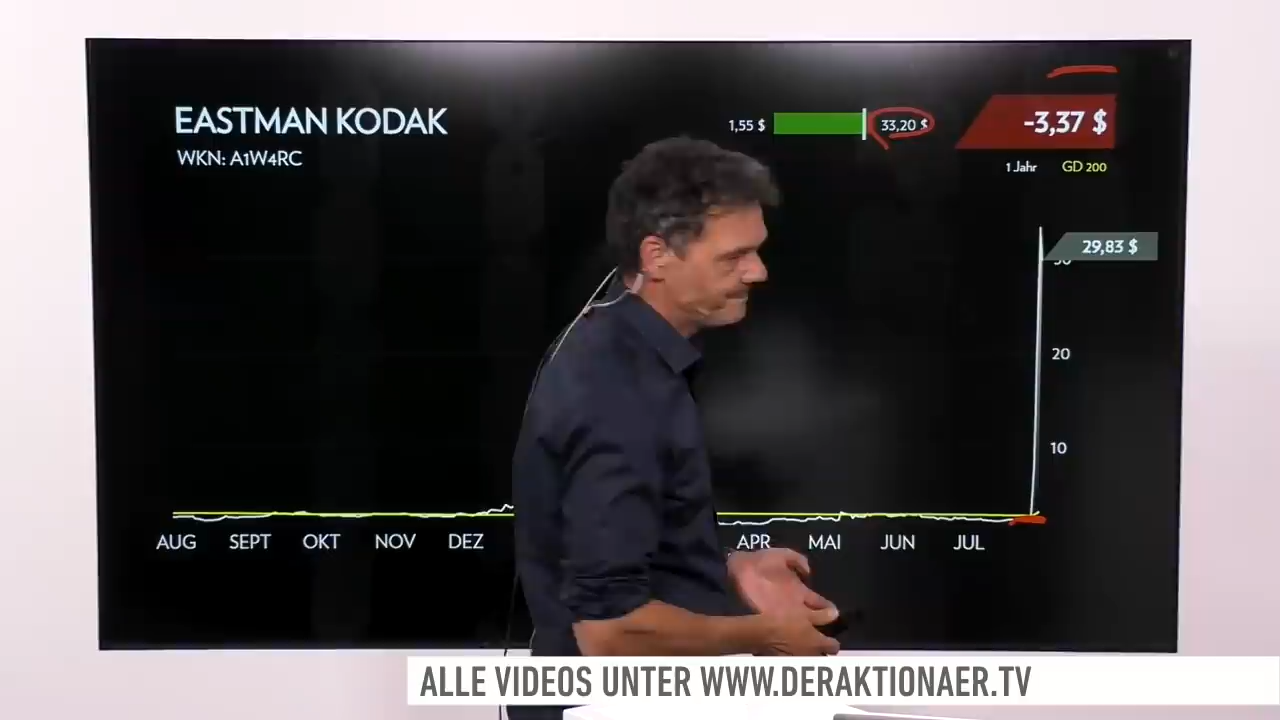 EASTMAN KODAK
WKN: A1W4RC
1,55 $
33,20 $
-3,37 $
1 Jahr GD 200
29,83 $
30
20
10
AUG SEPT OKT NOV DEZ APR MAI JUN JUL
ALLE VIDEOS UNTER WWW.DERAKTIONAER.TV